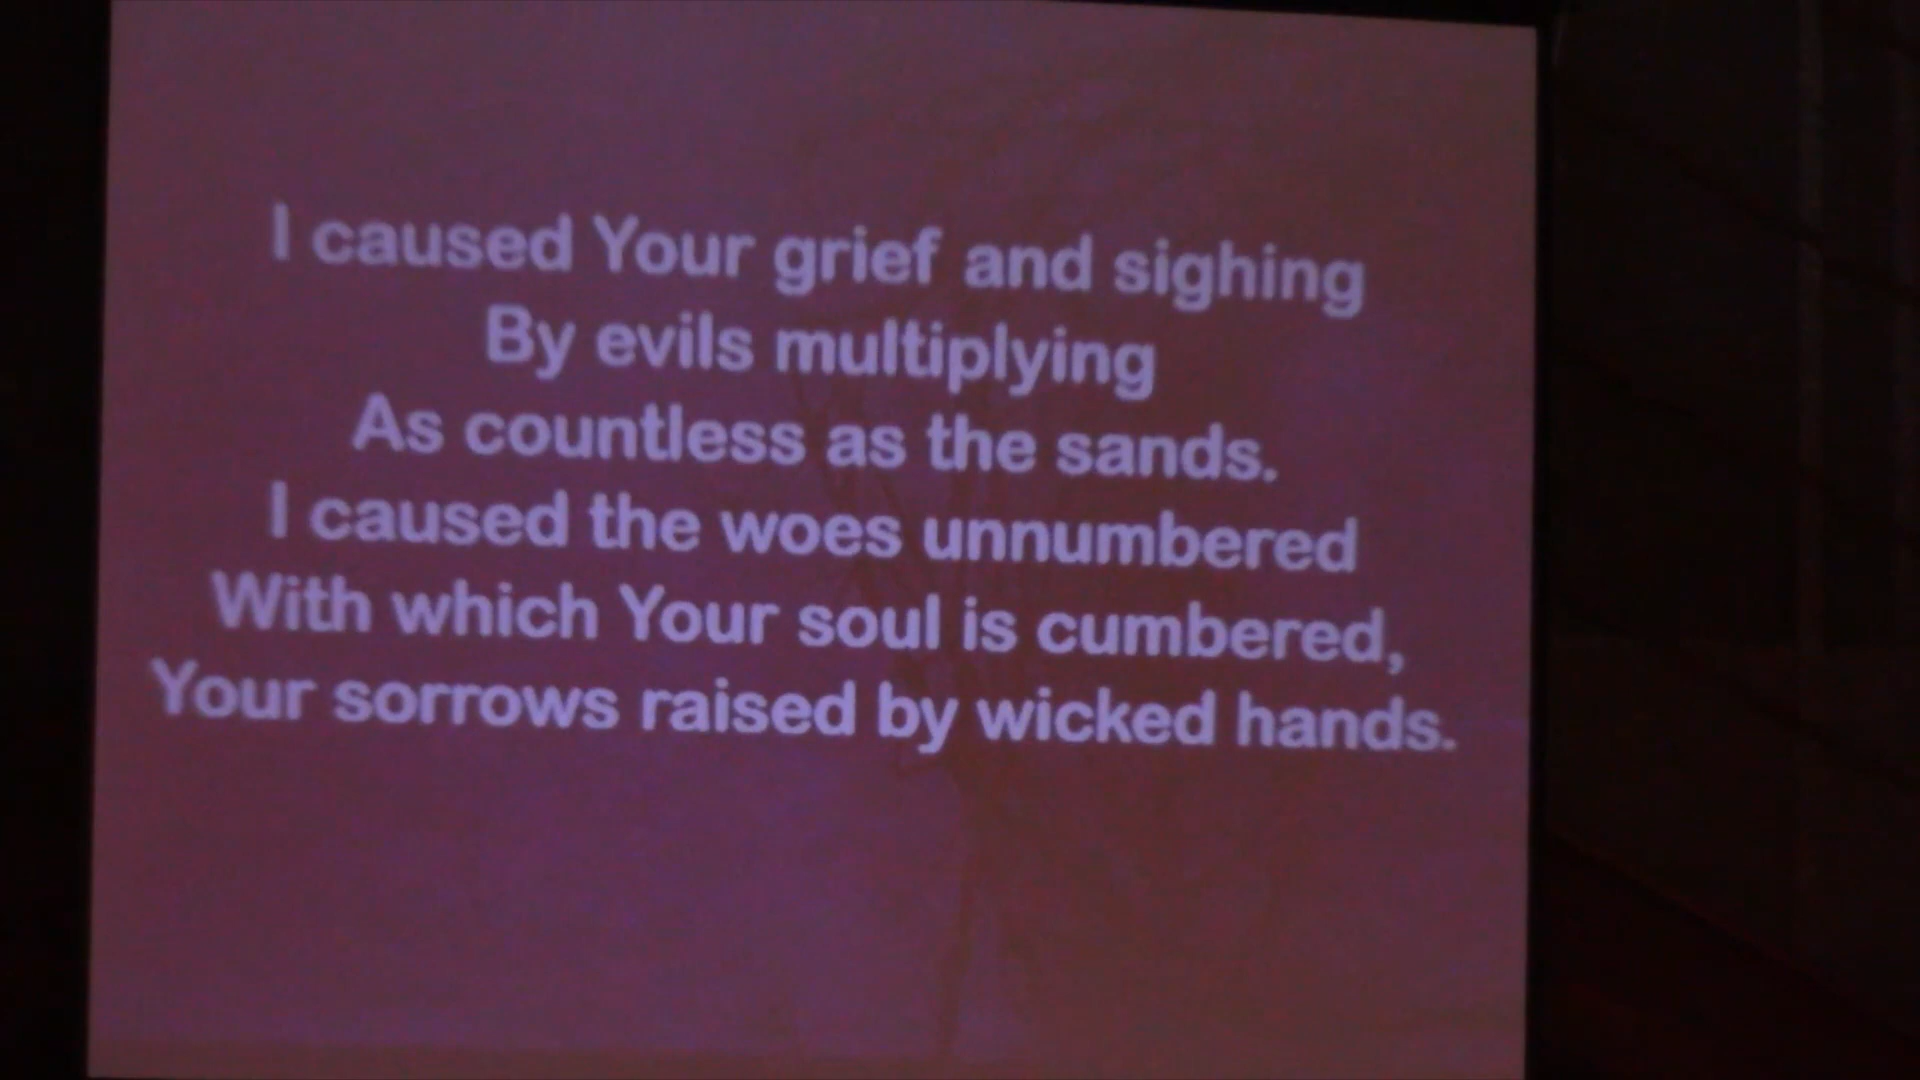 I caused Your grief and sighing
By evils multiplying
As countless as the sands.
I caused the woes unnumbered
With which Your soul is cumbered,
Your sorrows raised by wicked hands.